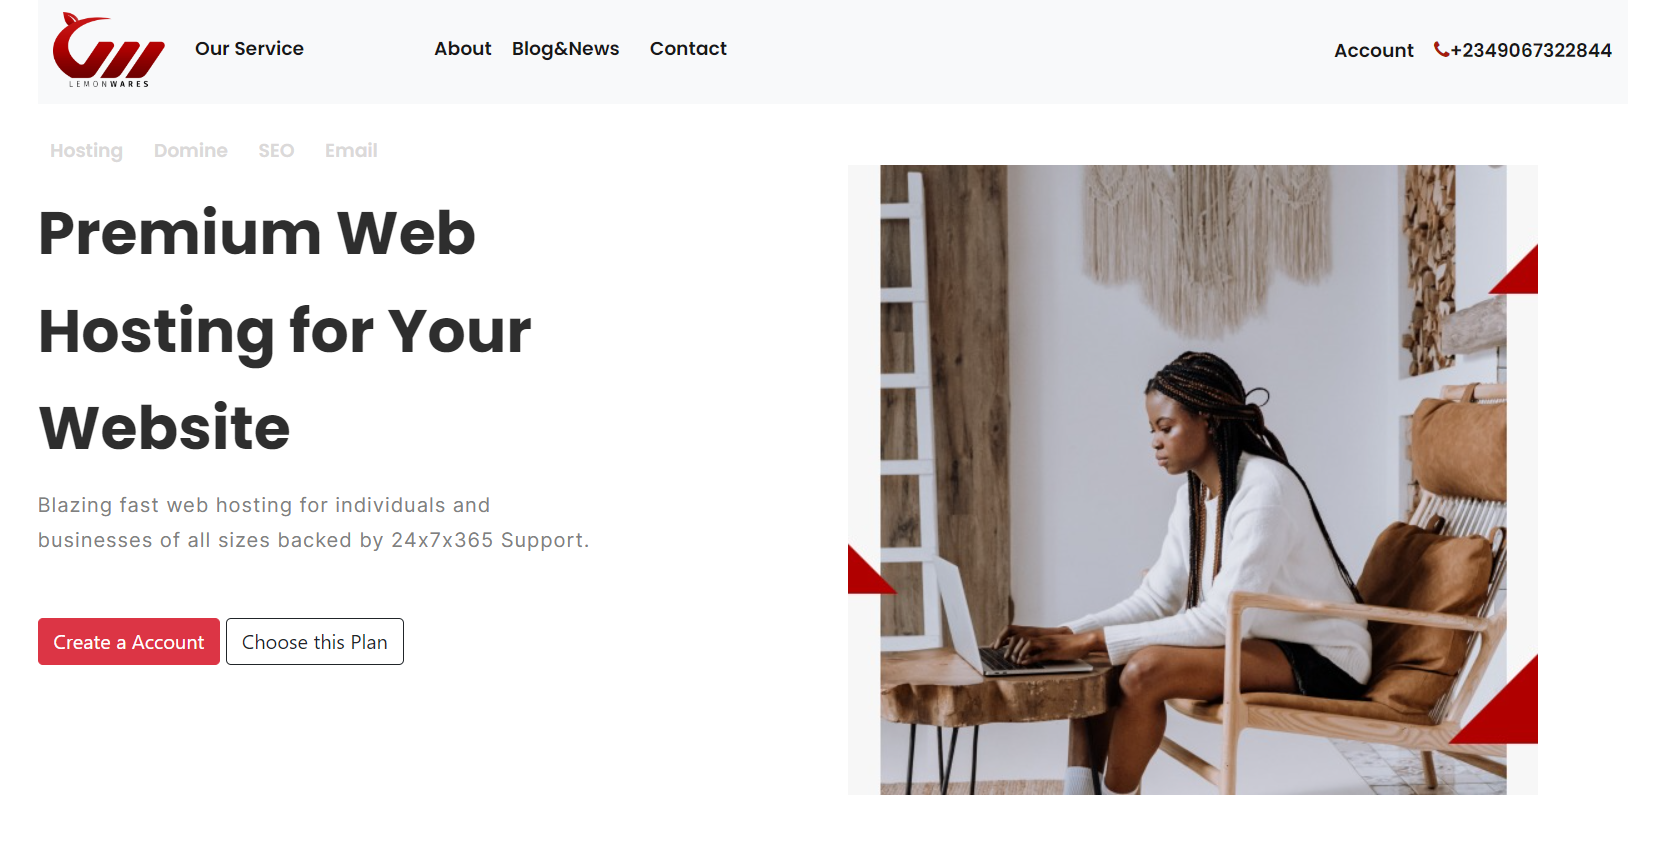 LEMONWARES
Our Service
About
Blog&News
Contact
Account
+2349067322844
Hosting
Domine
SEO
Email
Premium Web
Hosting for Your
Website
Blazing fast web hosting for individuals and
businesses of all sizes backed by 24x7x365 Support.
Create a Account
Choose this Plan